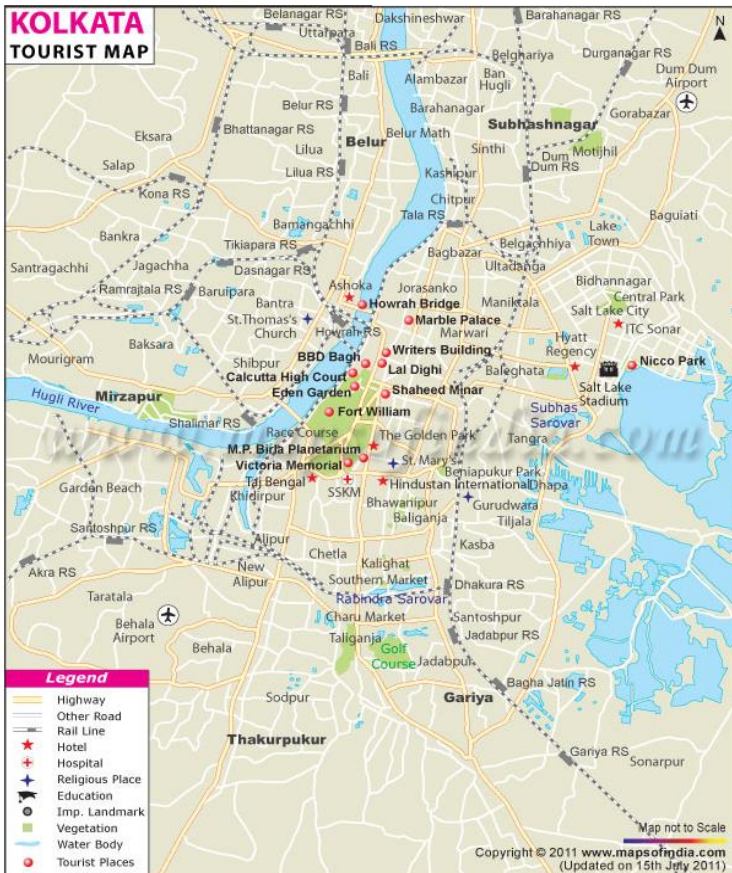 KOLKATA
TOURIST MAP
N
Belanagar RS
Uttarpara
Dakshineshwar
Baranagar RS
Bali RS
Belghariya
Durganagar RS
Dum Dum
Airport
Bali
Alambazar
Ban
Hugli
Belur RS
Barahanagar
Gorabazar
Bhattanagar RS
Belur Math
Subhashnagar
Eksara
Belur
Lilua
Sinthi
Dum
Motijhil
Salap
Lilua RS
Kashipur
Dum RS
Kona RS
Chitpur
Bamangachhi
Tala RS
Baguiati
Bankra
Tikiapara RS
Bagbazar
Belgachhiya
Lake
Town
Jagachha
Dasnagar RS
Ultadanga
Santragachhi
Ramrajtala RS
Baruipara
Ashoka
Jorasanko
Bidhannagar
Bantra
Howrah Bridge
Maniktala
Central Park
Salt Lake City
St.Thomas's
Church
Howrah RS
Marble Palace
Marwari
ITC Sonar
Baksara
Hyatt
Regency
Mourigram
Shibpur
BBD Bagh
Writers Building
Lal Dighi
Baleghata
Nicco Park
Calcutta High Court
Salt Lake
Stadium
Mirzapur
Eden Garden
Shaheed Minar
Hugli River
Shalimar RS
Fort William
Subhas
Sarovar
www.mapsofindia.com
Race Course
The Golden Park
Tangra
M.P. Birla Planetarium
Victoria Memorial
St. Mary's
Beniapukur Park
Garden Beach
Taj Bengal
Khidirpur
SSKM
Hindustan International
Dhapa
Bhawanipur
Gurudwara
Baliganja
Tiljala
Santoshpur RS
Alipur
Chetla
Kasba
Akra RS
New
Alipur
Kalighat
Southern Market
Dhakura RS
Taratala
Rabindra Sarovar
Behala
Airport
Charu Market
Santoshpur
Taliganja
Jadabpur RS
Behala
Golf
Course
Jadabpur
Bagha Jatin RS
Sodpur
Gariya
Thakurpukur
Gariya RS
Sonarpur
Legend
Highway
Other Road
Rail Line
Hotel
Hospital
Religious Place
Education
Imp. Landmark
Vegetation
Water Body
Tourist Places
Map not to Scale
Copyright © 2011 www.mapsofindia.com
(Updated on 15th July 2011)